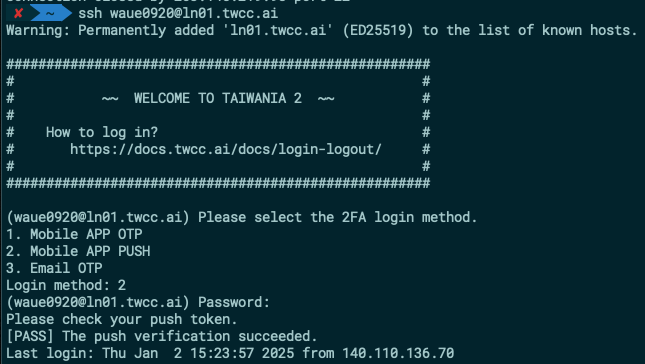 ✘ ~ ssh waue0920@ln01.twcc.ai
Warning: Permanently added 'ln01.twcc.ai' (ED25519) to the list of known hosts.
######################################################
# #
# ~~ WELCOME TO TAIWANIA 2 ~~ #
# #
# How to log in? #
# https://docs.twcc.ai/docs/login-logout/ #
# #
######################################################
(waue0920@ln01.twcc.ai) Please select the 2FA login method.
1. Mobile APP OTP
2. Mobile APP PUSH
3. Email OTP
Login method: 2
(waue0920@ln01.twcc.ai) Password:
Please check your push token.
[PASS] The push verification succeeded.
Last login: Thu Jan 2 15:23:57 2025 from 140.110.136.70